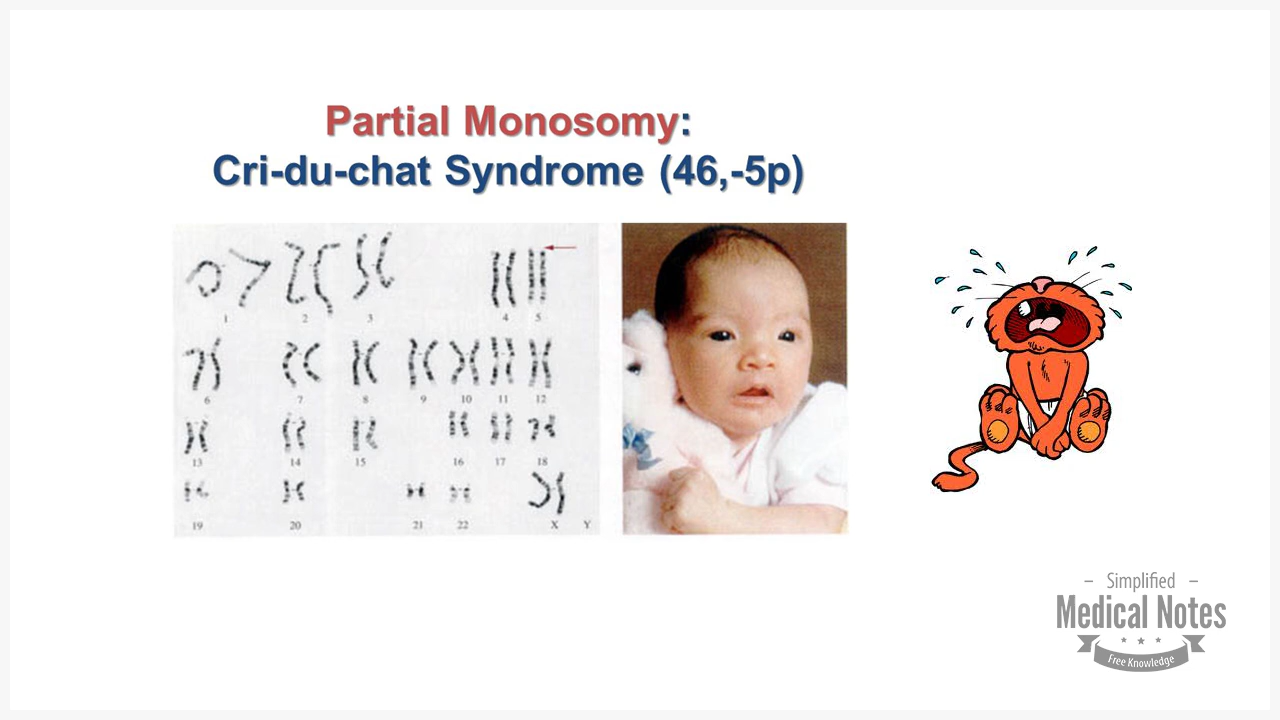 Partial Monosomy:
Cri-du-chat Syndrome (46,-5p)
1 2 3 4 5
6 7 8 9 10 11 12
13 14 15 16 17 18
19 20 21 22 X Y
– Simplified –
Medical Notes
Free Knowledge